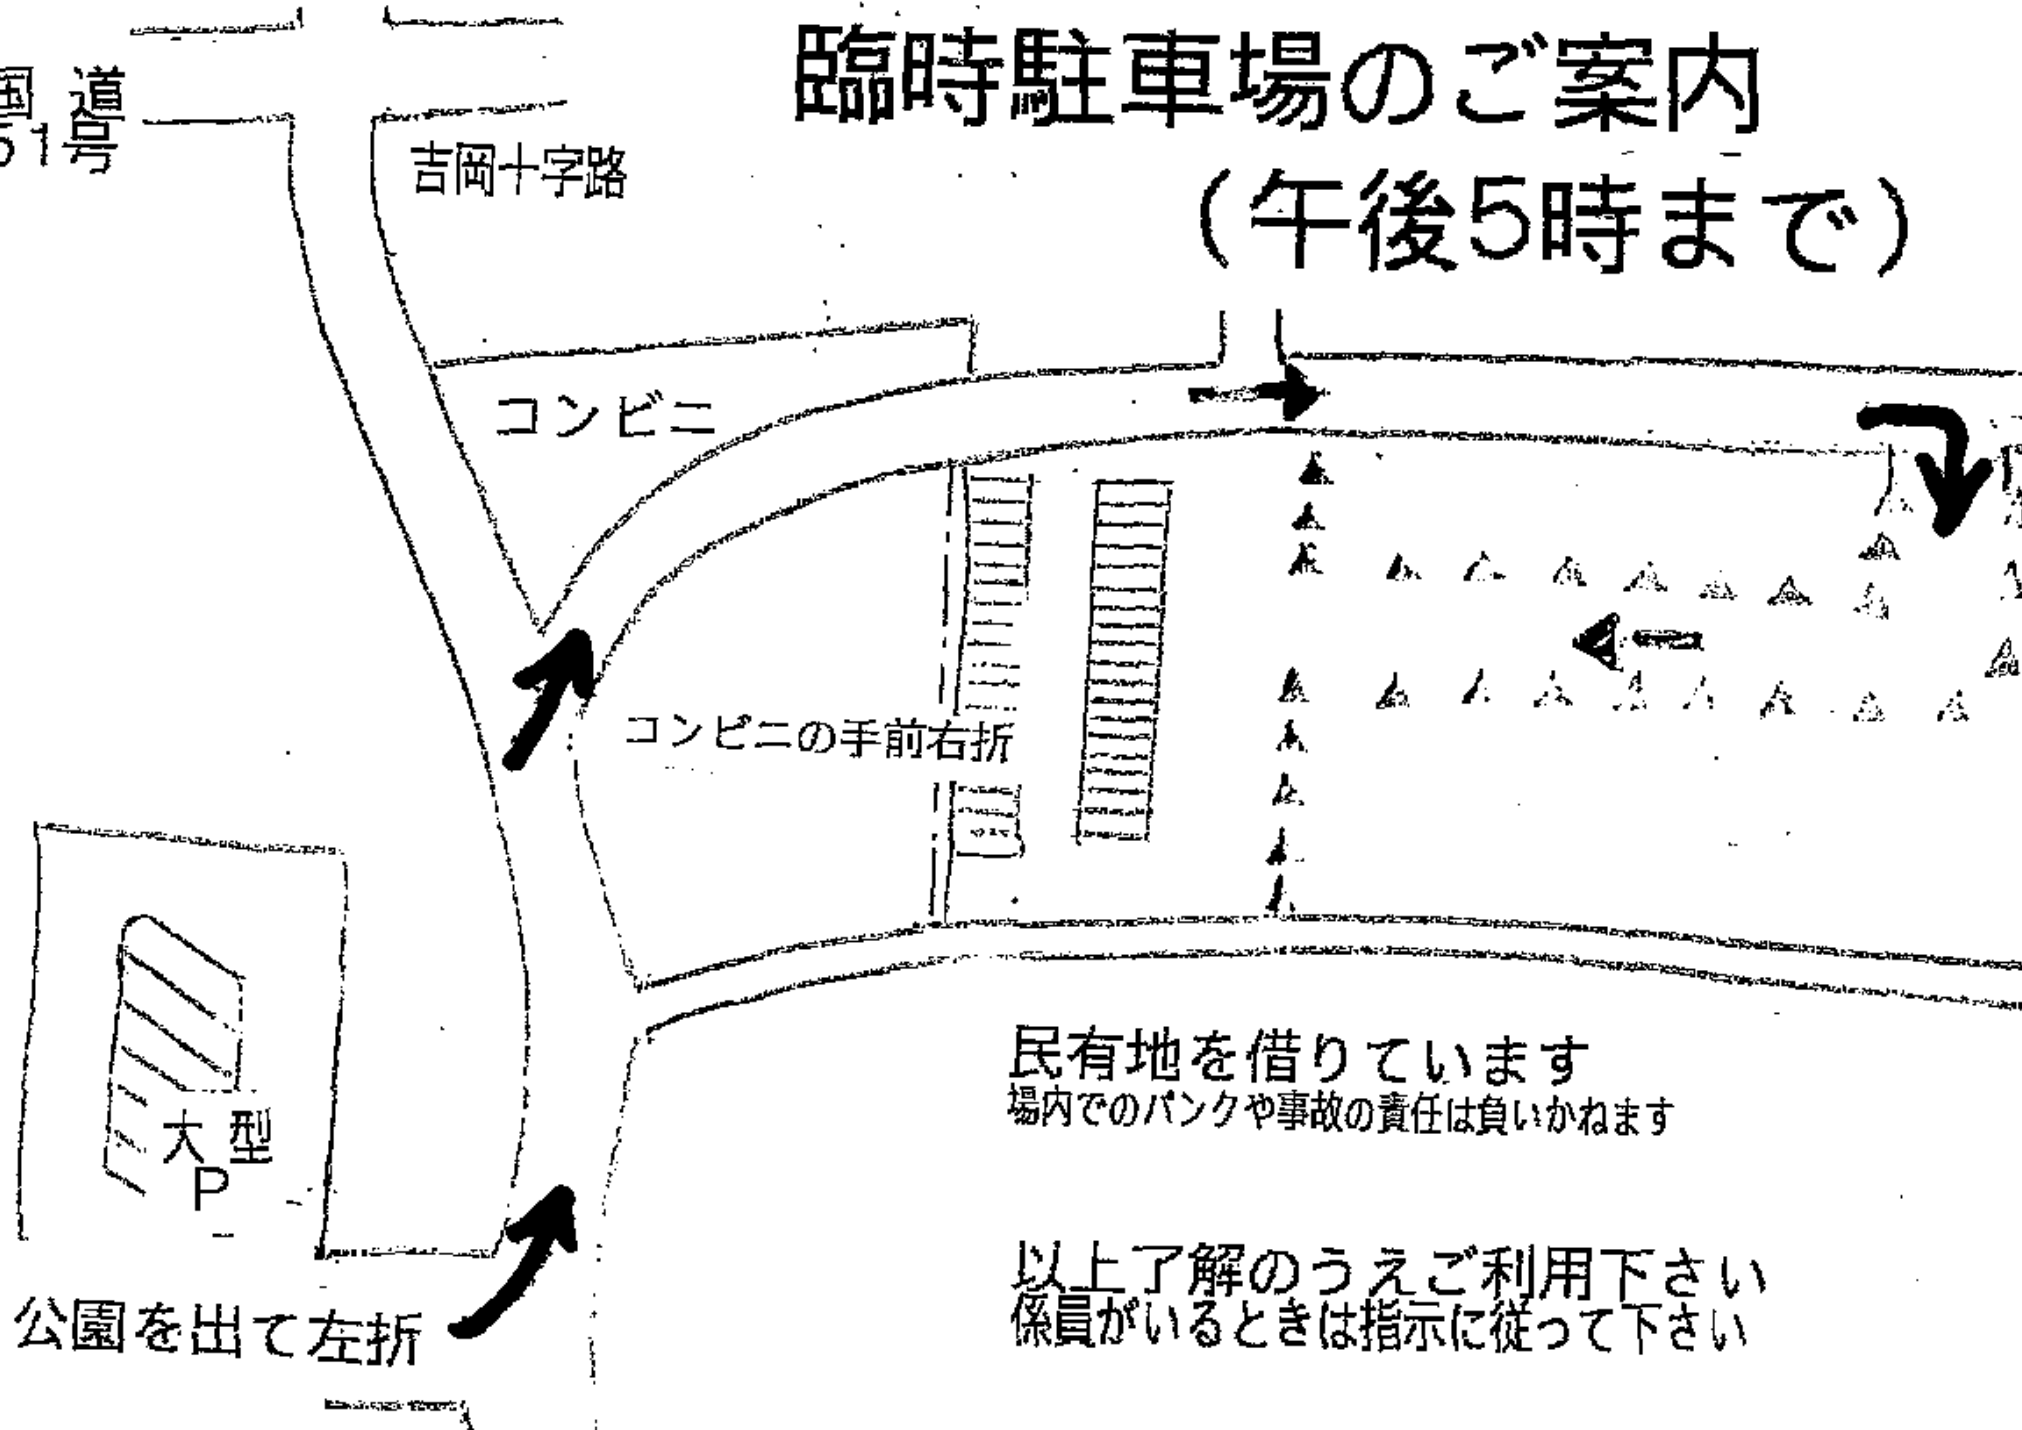 臨時駐車場のご案内
(午後5時まで)
国道
51号
吉岡十字路
コンビニ
コンビニの手前右折
大型
P
公園を出て左折
民有地を借りています
場内でのパンクや事故の責任は負いかねます
以上了解のうえご利用下さい
係員がいるときは指示に従って下さい